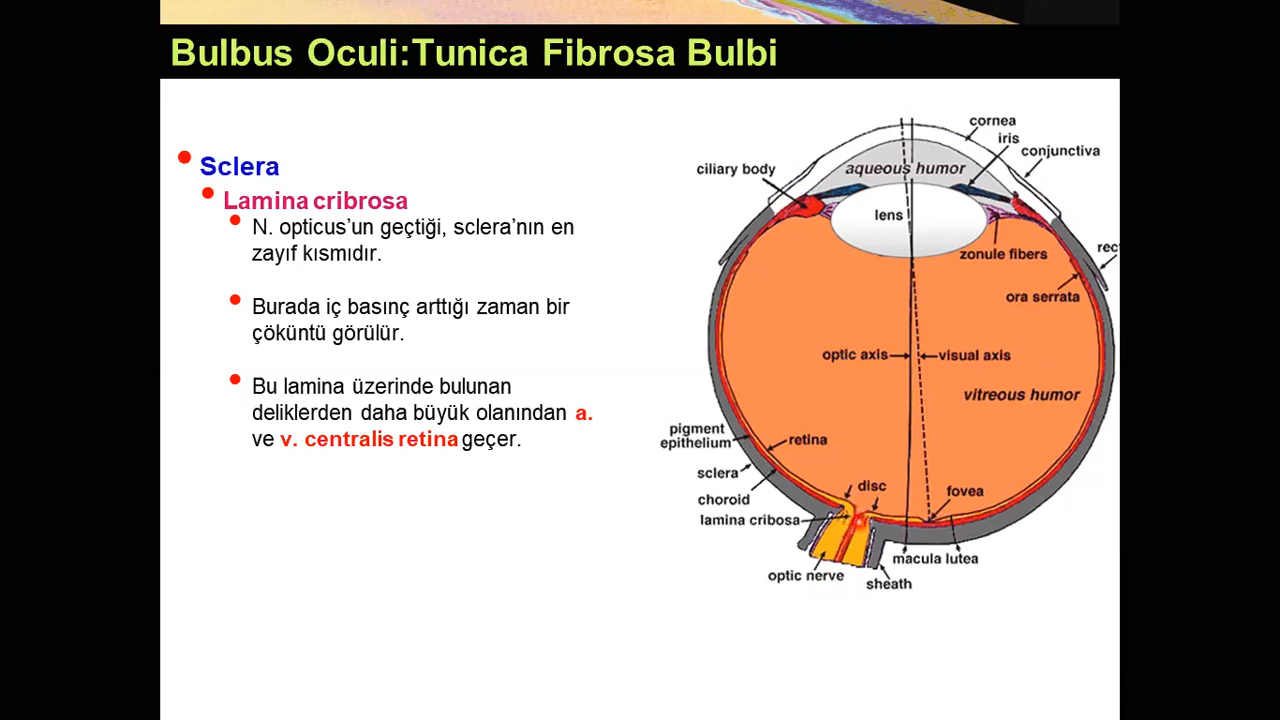 Bulbus Oculi:Tunica Fibrosa Bulbi
Sclera
Lamina cribrosa
N. opticus'un geçtiği, sclera'nın en
zayıf kısmıdır.
Burada iç basınç arttığı zaman bir
çöküntü görülür.
Bu lamina üzerinde bulunan
deliklerden daha büyük olanından a.
ve v. centralis retina geçer.
cornea
iris
conjunctiva
ciliary body
aqueous humor
lens
zonule fibers
rect
ora serrata
optic axis
visual axis
vitreous humor
pigment
epithelium
retina
sclera
disc
choroid
fovea
lamina cribosa
macula lutea
optic nerve
sheath